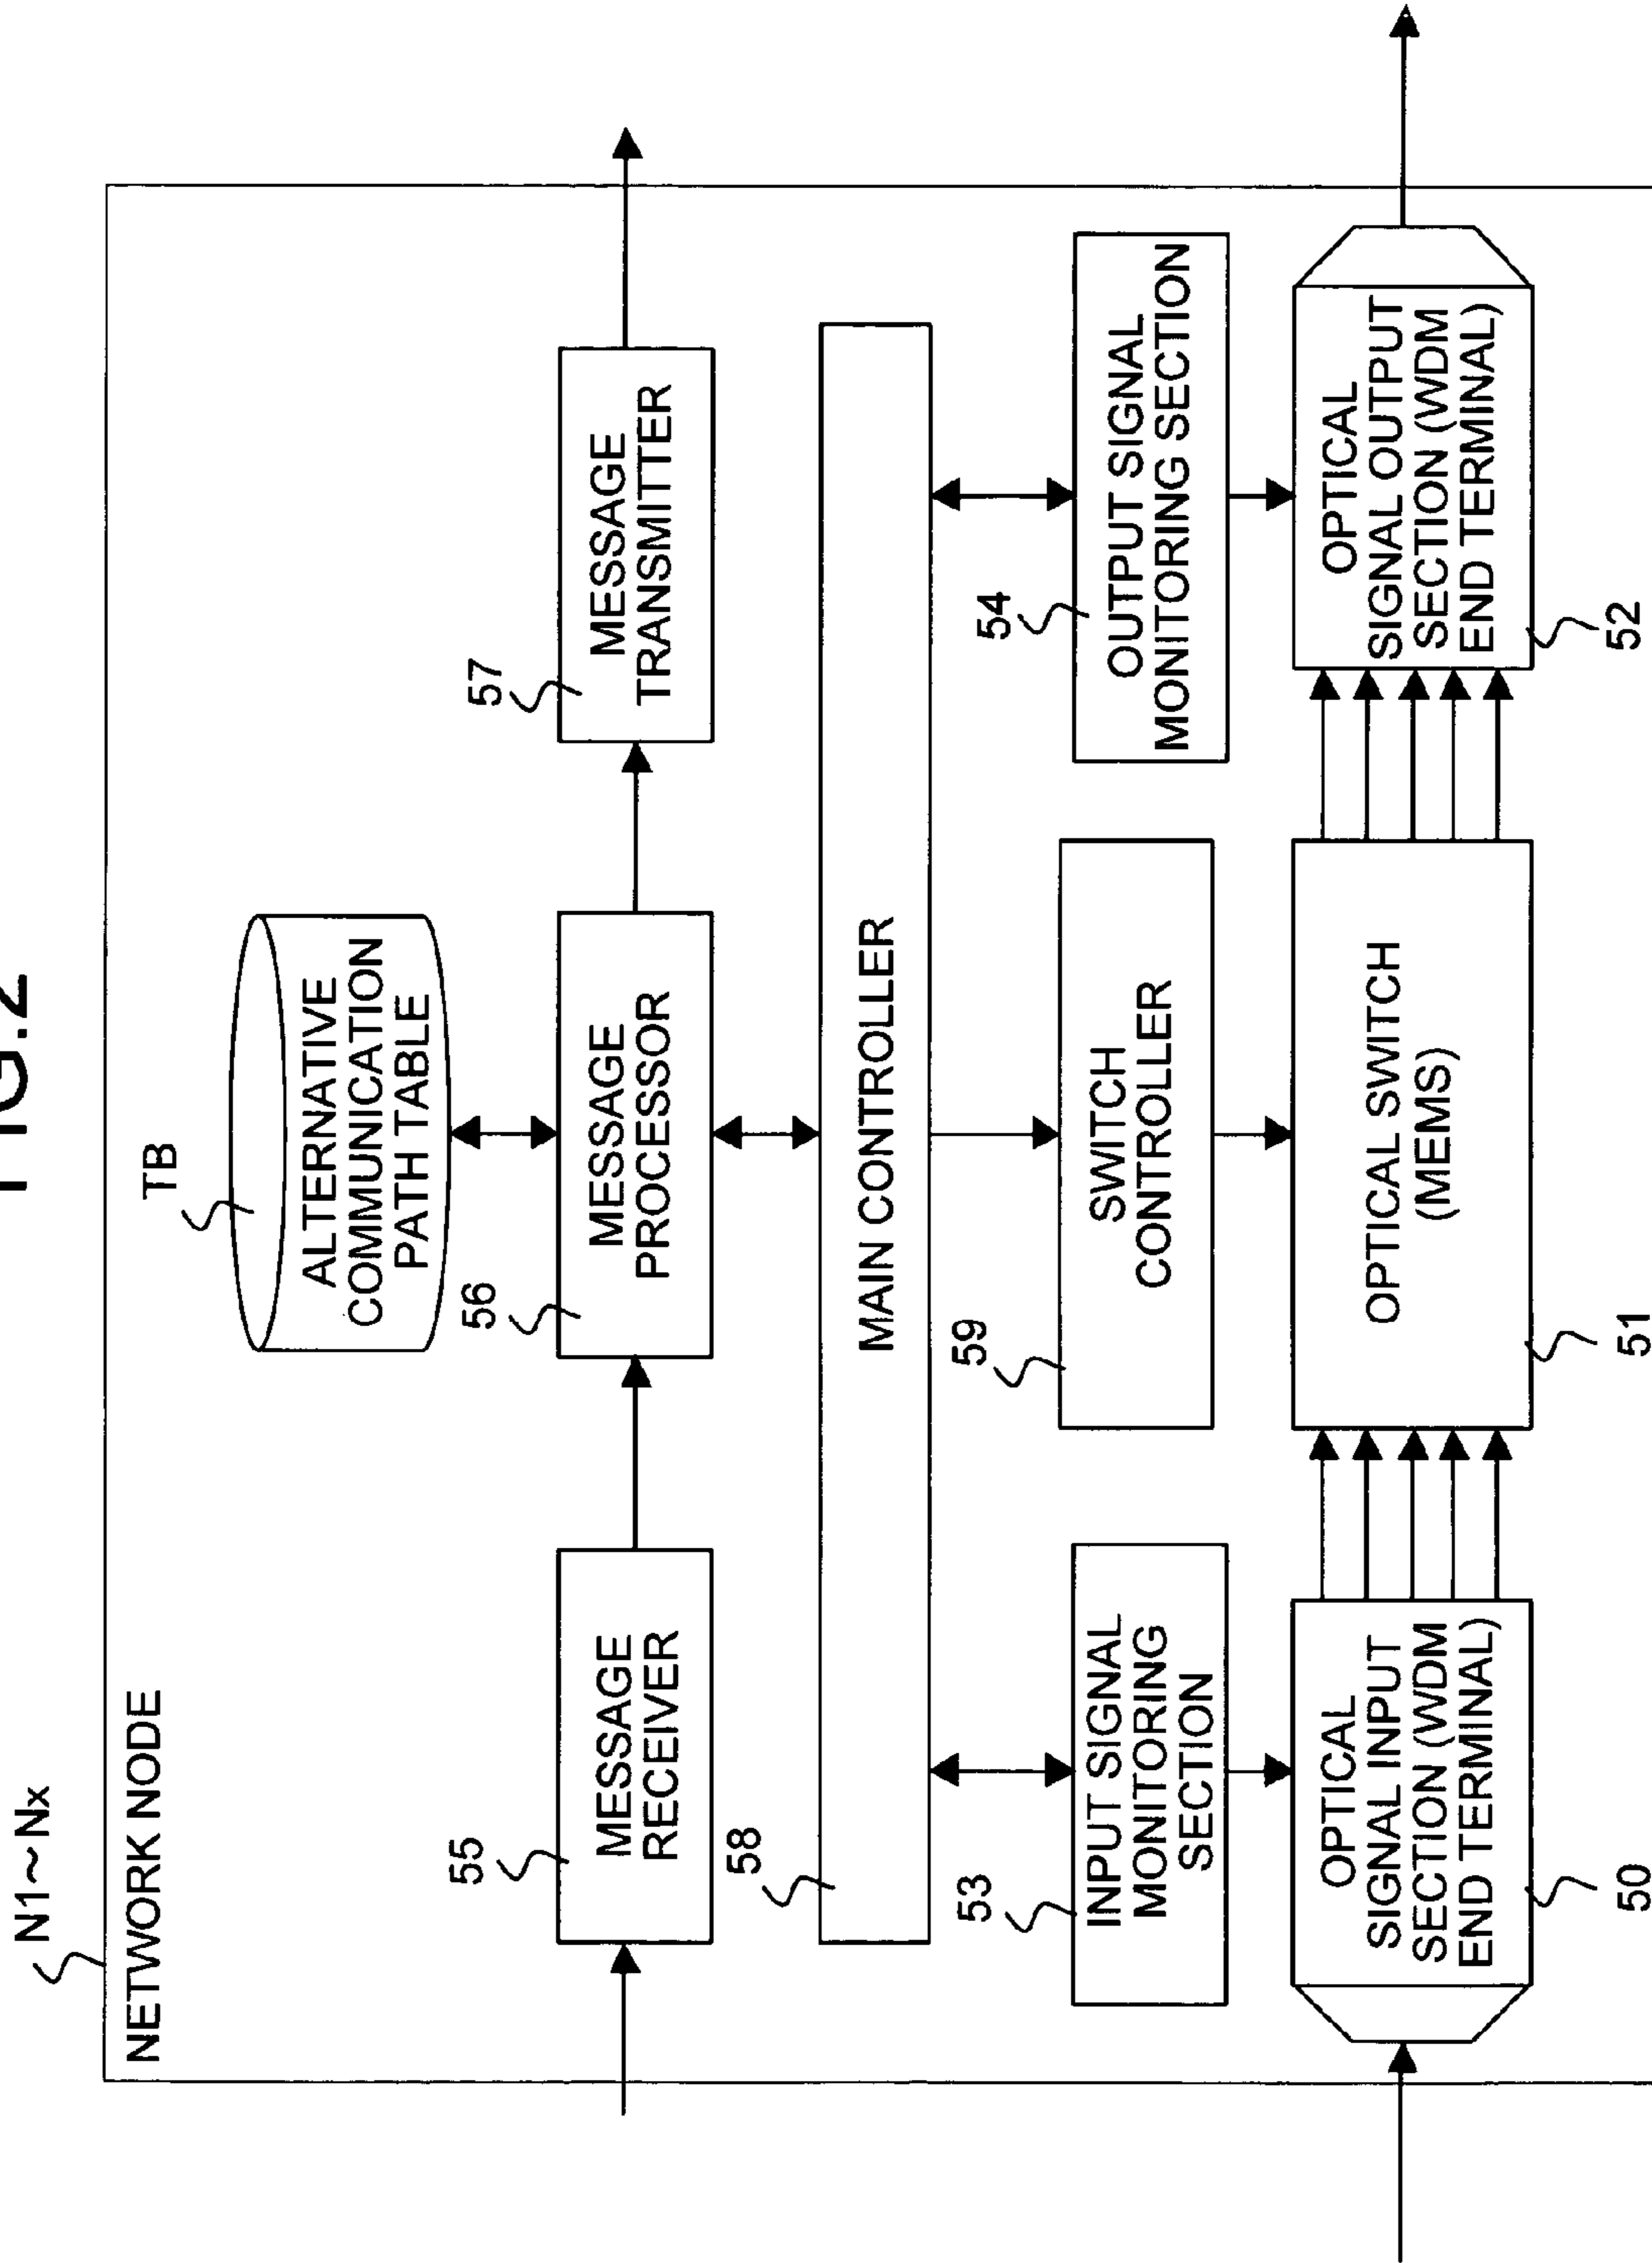 FIG.2
N1~Nx
NETWORK NODE
TB
ALTERNATIVE
COMMUNICATION
PATH TABLE
55
MESSAGE
RECEIVER
56
MESSAGE
PROCESSOR
57
MESSAGE
TRANSMITTER
58
MAIN CONTROLLER
53
INPUT SIGNAL
MONITORING
SECTION
59
SWITCH
CONTROLLER
54
OUTPUT SIGNAL
MONITORING SECTION
OPTICAL
SIGNAL INPUT
SECTION (WDM
END TERMINAL)
50
OPTICAL SWITCH
(MEMS)
51
OPTICAL
SIGNAL OUTPUT
SECTION (WDM
END TERMINAL)
52